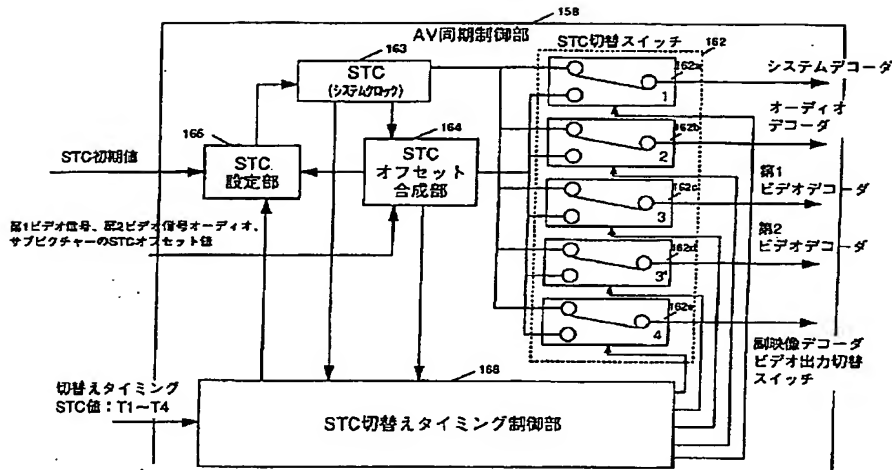 158
AV同期制御部
163
STC切替スイッチ
162
STC
(システムクロック)
162a
1
システムデコーダ
オーディオ
デコーダ
165
164
162b
2
STC初期値
STC
設定部
STC
オフセット
合成部
162c
3
第1
ビデオデコーダ
第1ビデオ信号、第2ビデオ信号オーディオ、
サブピクチャーのSTCオフセット値
162d
3'
第2
ビデオデコーダ
162e
4
副映像デコーダ
ビデオ出力切替
スイッチ
166
切替えタイミング
STC値：T1～T4
STC切替えタイミング制御部